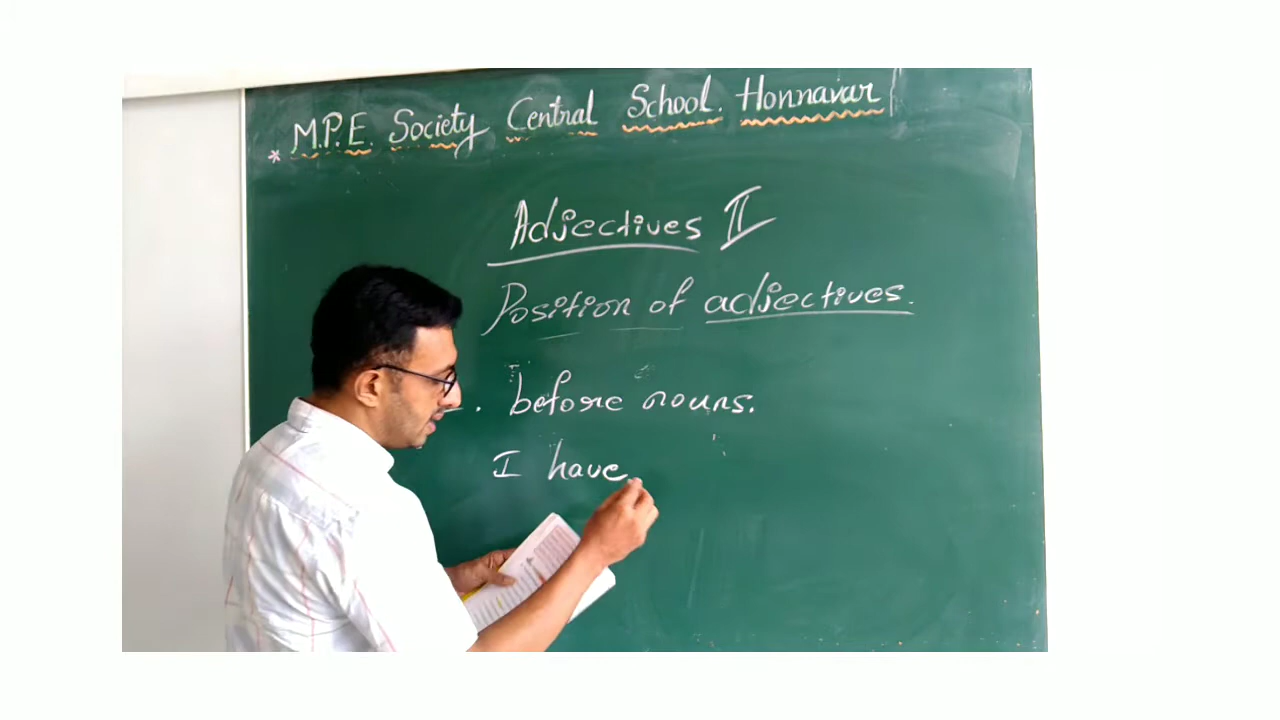 * M.P.E. Society Central School. Honnavar
Adjectives II
Position of adjectives.
. before nouns.
I have